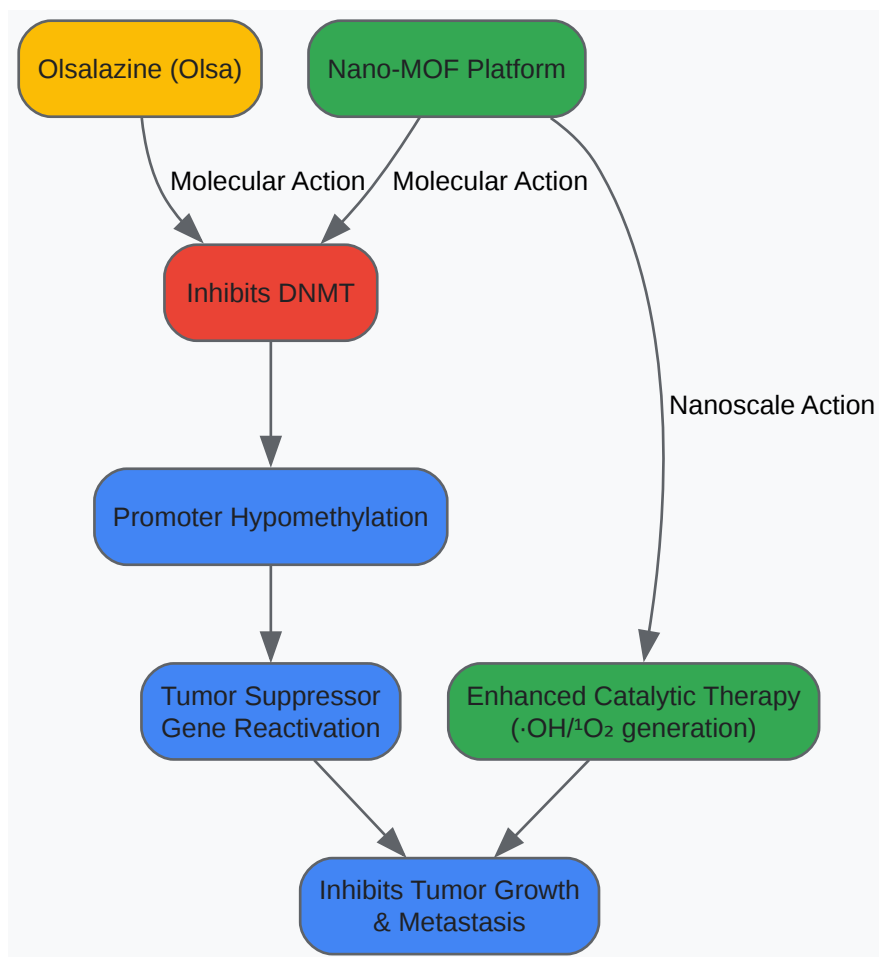 Olsalazine (Olsa)
Nano-MOF Platform
Molecular Action
Molecular Action
Inhibits DNMT
Nanoscale Action
Promoter Hypomethylation
Tumor Suppressor
Gene Reactivation
Enhanced Catalytic Therapy
(·OH/¹O₂ generation)
Inhibits Tumor Growth
& Metastasis